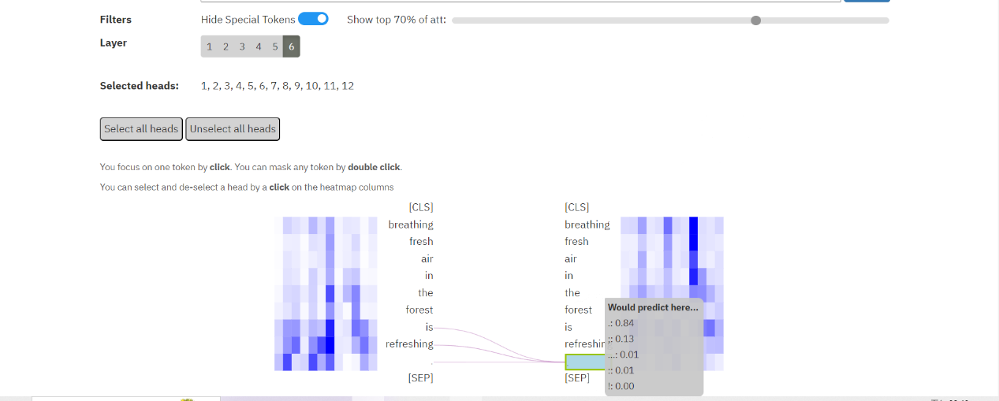 Filters Hide Special Tokens Show top 70% of att:
Layer 1 2 3 4 5 6
Selected heads: 1, 2, 3, 4, 5, 6, 7, 8, 9, 10, 11, 12
Select all heads Unselect all heads
You focus on one token by click. You can mask any token by double click.
You can select and de-select a head by a click on the heatmap columns
[CLS] [CLS]
breathing breathing
fresh fresh
air air
in in
the the
forest forest
is is
refreshing refreshin
.
[SEP] [SEP]
Would predict here...
.: 0.84
;: 0.13
...: 0.01
:: 0.01
!: 0.00